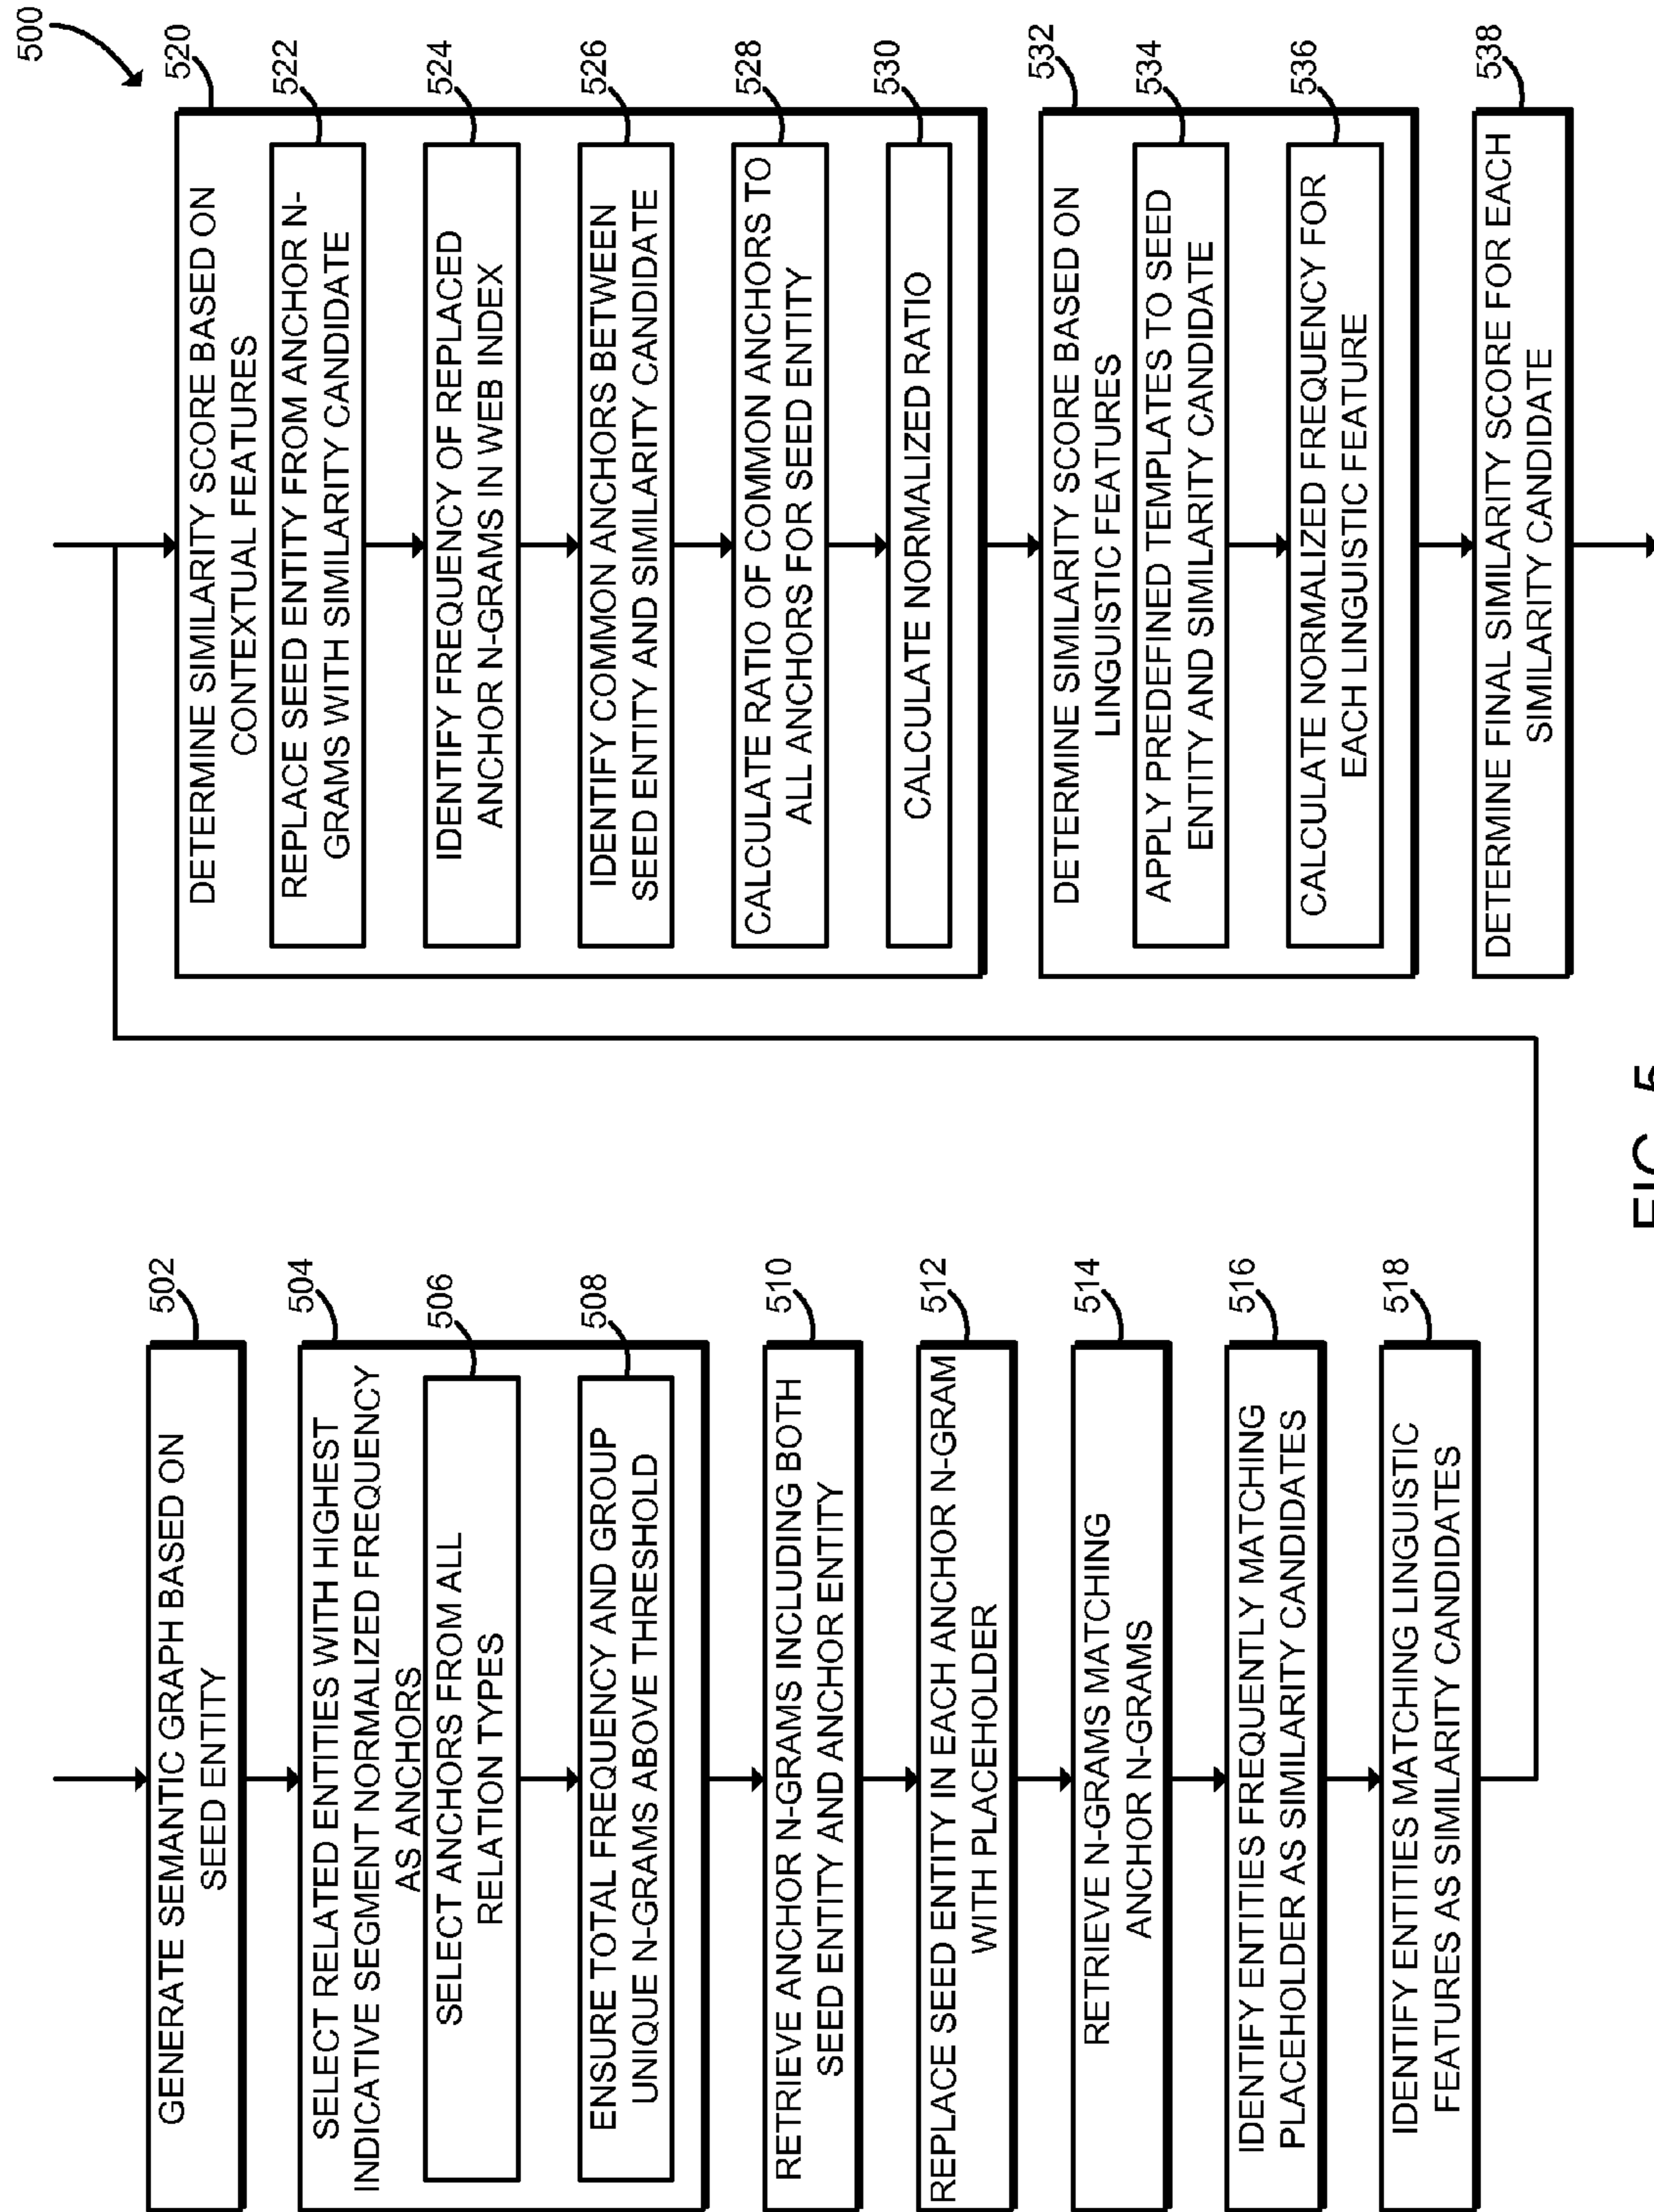 500
502
GENERATE SEMANTIC GRAPH BASED ON
SEED ENTITY
504
SELECT RELATED ENTITIES WITH HIGHEST
INDICATIVE SEGMENT NORMALIZED FREQUENCY
AS ANCHORS
506
SELECT ANCHORS FROM ALL
RELATION TYPES
508
ENSURE TOTAL FREQUENCY AND GROUP
UNIQUE N-GRAMS ABOVE THRESHOLD
510
RETRIEVE ANCHOR N-GRAMS INCLUDING BOTH
SEED ENTITY AND ANCHOR ENTITY
512
REPLACE SEED ENTITY IN EACH ANCHOR N-GRAM
WITH PLACEHOLDER
514
RETRIEVE N-GRAMS MATCHING
ANCHOR N-GRAMS
516
IDENTIFY ENTITIES FREQUENTLY MATCHING
PLACEHOLDER AS SIMILARITY CANDIDATES
518
IDENTIFY ENTITIES MATCHING LINGUISTIC
FEATURES AS SIMILARITY CANDIDATES
520
DETERMINE SIMILARITY SCORE BASED ON
CONTEXTUAL FEATURES
522
REPLACE SEED ENTITY FROM ANCHOR N-
GRAMS WITH SIMILARITY CANDIDATE
524
IDENTIFY FREQUENCY OF REPLACED
ANCHOR N-GRAMS IN WEB INDEX
526
IDENTIFY COMMON ANCHORS BETWEEN
SEED ENTITY AND SIMILARITY CANDIDATE
528
CALCULATE RATIO OF COMMON ANCHORS TO
ALL ANCHORS FOR SEED ENTITY
530
CALCULATE NORMALIZED RATIO
532
DETERMINE SIMILARITY SCORE BASED ON
LINGUISTIC FEATURES
534
APPLY PREDEFINED TEMPLATES TO SEED
ENTITY AND SIMILARITY CANDIDATE
536
CALCULATE NORMALIZED FREQUENCY FOR
EACH LINGUISTIC FEATURE
538
DETERMINE FINAL SIMILARITY SCORE FOR EACH
SIMILARITY CANDIDATE
FIG. 5